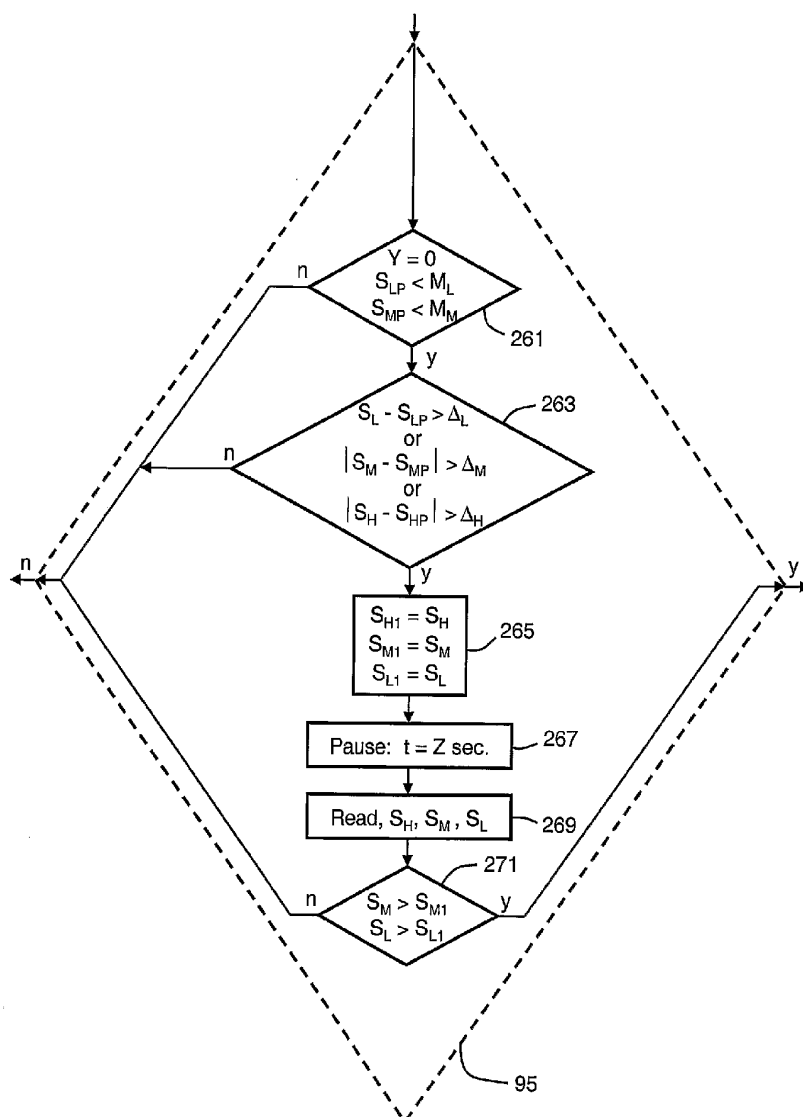 n
Y = 0
S_LP < M_L
S_MP < M_M
261
y
263
S_L - S_LP > Δ_L
or
n
|S_M - S_MP| > Δ_M
or
|S_H - S_HP| > Δ_H
n
y
y
S_H1 = S_H
S_M1 = S_M
S_L1 = S_L
265
Pause: t = Z sec.
267
Read, S_H, S_M, S_L
269
271
n
y
S_M > S_M1
S_L > S_L1
95